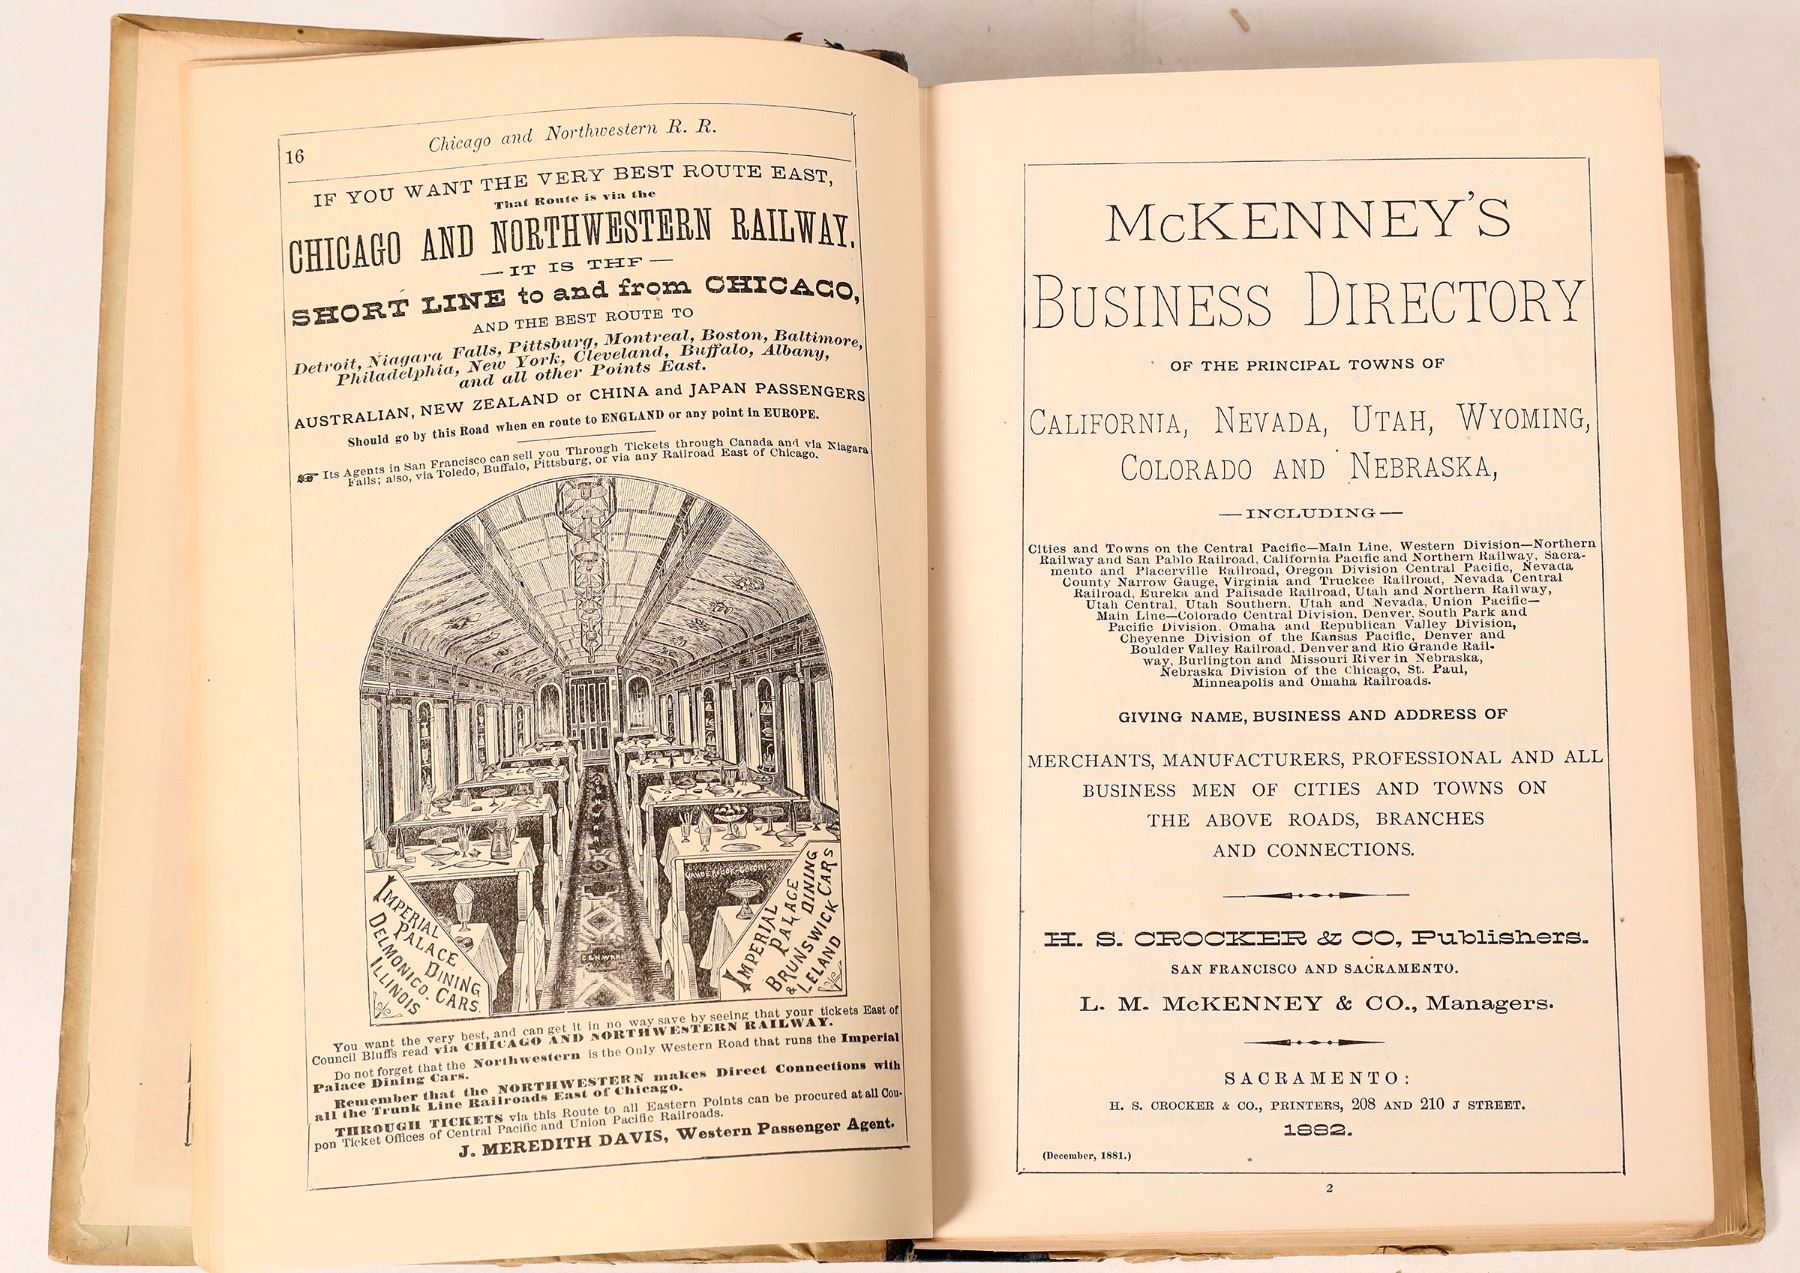 16
Chicago and Northwestern R. R.
IF YOU WANT THE VERY BEST ROUTE EAST,
That Route is via the
CHICAGO AND NORTHWESTERN RAILWAY.
— IT IS THE —
SHORT LINE to and from CHICAGO,
AND THE BEST ROUTE TO
Detroit, Niagara Falls, Pittsburg, Montreal, Boston, Baltimore,
Philadelphia, New York, Cleveland, Buffalo, Albany,
and all other Points East.
AUSTRALIAN, NEW ZEALAND or CHINA and JAPAN PASSENGERS
Should go by this Road when en route to ENGLAND or any point in EUROPE.
☞ Its Agents in San Francisco can sell you Through Tickets through Canada and via Niagara
Falls; also, via Toledo, Buffalo, Pittsburg, or via any Railroad East of Chicago.
C & N.W.R.R.
IMPERIAL
PALACE
DINING
DELMONICO. CARS.
ILLINOIS
IMPERIAL
PALACE
DINING
BRUNSWICK CARS
& LELAND
You want the very best, and can get it in no way save by seeing that your tickets East of
Council Bluffs read via CHICAGO AND NORTHWESTERN RAILWAY.
Do not forget that the Northwestern is the Only Western Road that runs the Imperial
Palace Dining Cars.
Remember that the NORTHWESTERN makes Direct Connections with
all the Trunk Line Railroads East of Chicago.
THROUGH TICKETS via this Route to all Eastern Points can be procured at all Cou-
pon Ticket Offices of Central Pacific and Union Pacific Railroads.
J. MEREDITH DAVIS, Western Passenger Agent.
McKENNEY'S
BUSINESS DIRECTORY
OF THE PRINCIPAL TOWNS OF
CALIFORNIA, NEVADA, UTAH, WYOMING,
COLORADO AND NEBRASKA,
—INCLUDING—
Cities and Towns on the Central Pacific—Main Line, Western Division—Northern
Railway and San Pablo Railroad, California Pacific and Northern Railway, Sacra-
mento and Placerville Railroad, Oregon Division Central Pacific, Nevada
County Narrow Gauge, Virginia and Truckee Railroad, Nevada Central
Railroad, Eureka and Palisade Railroad, Utah and Northern Railway,
Utah Central, Utah Southern, Utah and Nevada, Union Pacific—
Main Line—Colorado Central Division, Denver, South Park and
Pacific Division, Omaha and Republican Valley Division,
Cheyenne Division of the Kansas Pacific, Denver and
Boulder Valley Railroad, Denver and Rio Grande Rail-
way, Burlington and Missouri River in Nebraska,
Nebraska Division of the Chicago, St. Paul,
Minneapolis and Omaha Railroads.
GIVING NAME, BUSINESS AND ADDRESS OF
MERCHANTS, MANUFACTURERS, PROFESSIONAL AND ALL
BUSINESS MEN OF CITIES AND TOWNS ON
THE ABOVE ROADS, BRANCHES
AND CONNECTIONS.
H. S. CROCKER & CO, Publishers.
SAN FRANCISCO AND SACRAMENTO.
L. M. McKENNEY & CO., Managers.
SACRAMENTO:
H. S. CROCKER & CO., PRINTERS, 208 AND 210 J STREET.
1882.
(December, 1881.)
2